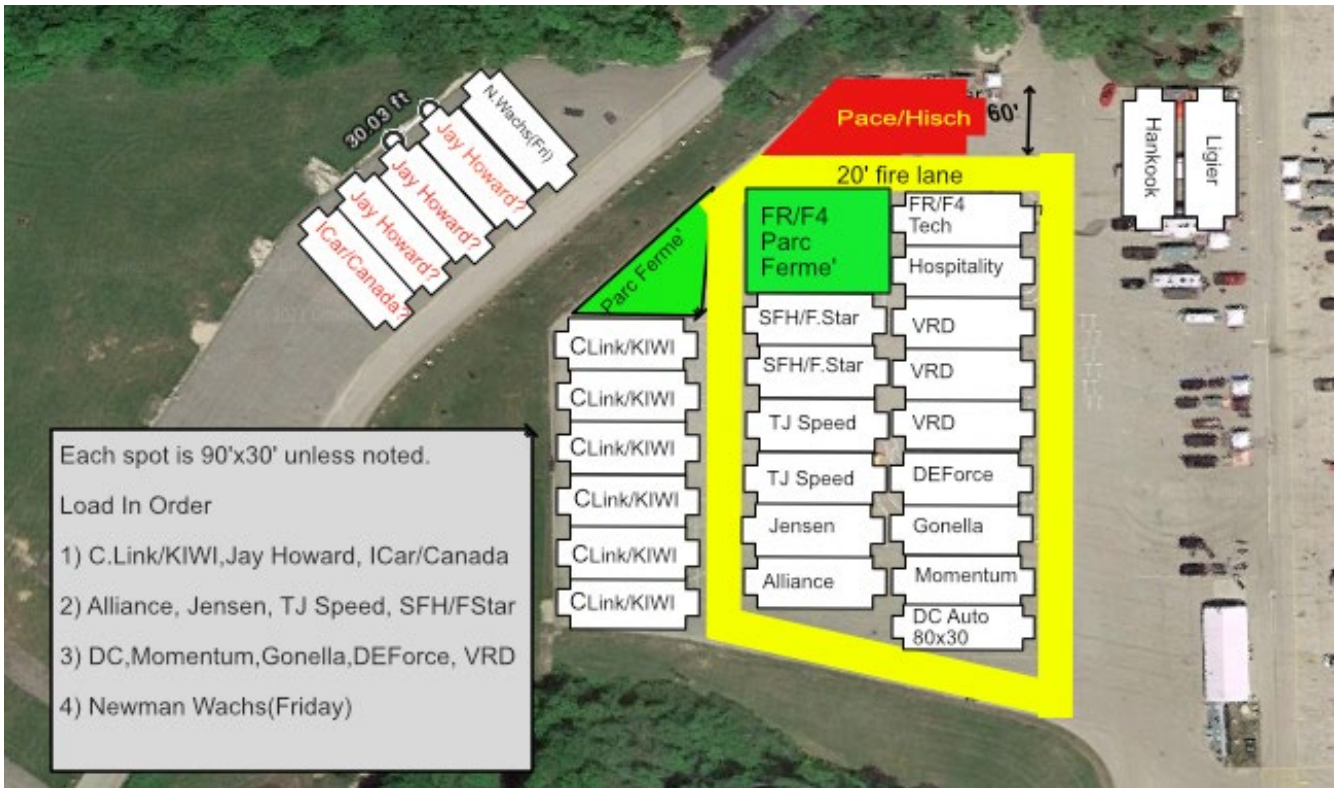 30.03 ft
N.Wachs(Fri)
Jay Howard?
Jay Howard?
Jay Howard?
ICar/Canada?
Pace/Hisch
60'
Hankook
Ligier
20' fire lane
Parc Ferme'
FR/F4
Parc
Ferme'
FR/F4
Tech
Hospitality
SFH/F.Star
VRD
SFH/F.Star
VRD
TJ Speed
VRD
TJ Speed
DEForce
Jensen
Gonella
Alliance
Momentum
DC Auto
80x30
CLink/KIWI
CLink/KIWI
CLink/KIWI
CLink/KIWI
CLink/KIWI
CLink/KIWI
Each spot is 90'x30' unless noted.
Load In Order
1) C.Link/KIWI,Jay Howard, ICar/Canada
2) Alliance, Jensen, TJ Speed, SFH/FStar
3) DC,Momentum,Gonella,DEForce, VRD
4) Newman Wachs(Friday)